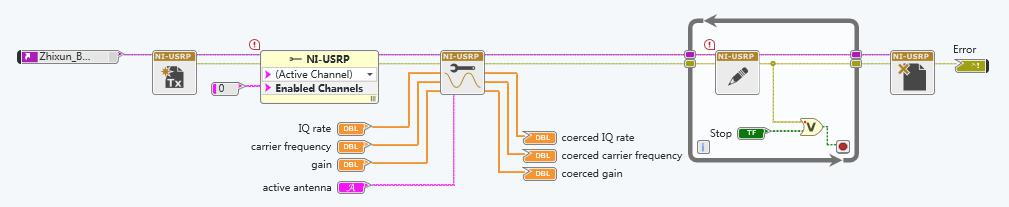 Zhixun_B...
NI-USRP
Tx
NI-USRP
(Active Channel)
Enabled Channels
0
NI-USRP
NI-USRP
NI-USRP
Error
IQ rate
DBL
carrier frequency
DBL
gain
DBL
active antenna
DBL
coerced IQ rate
DBL
coerced carrier frequency
DBL
coerced gain
Stop
TF
V
i